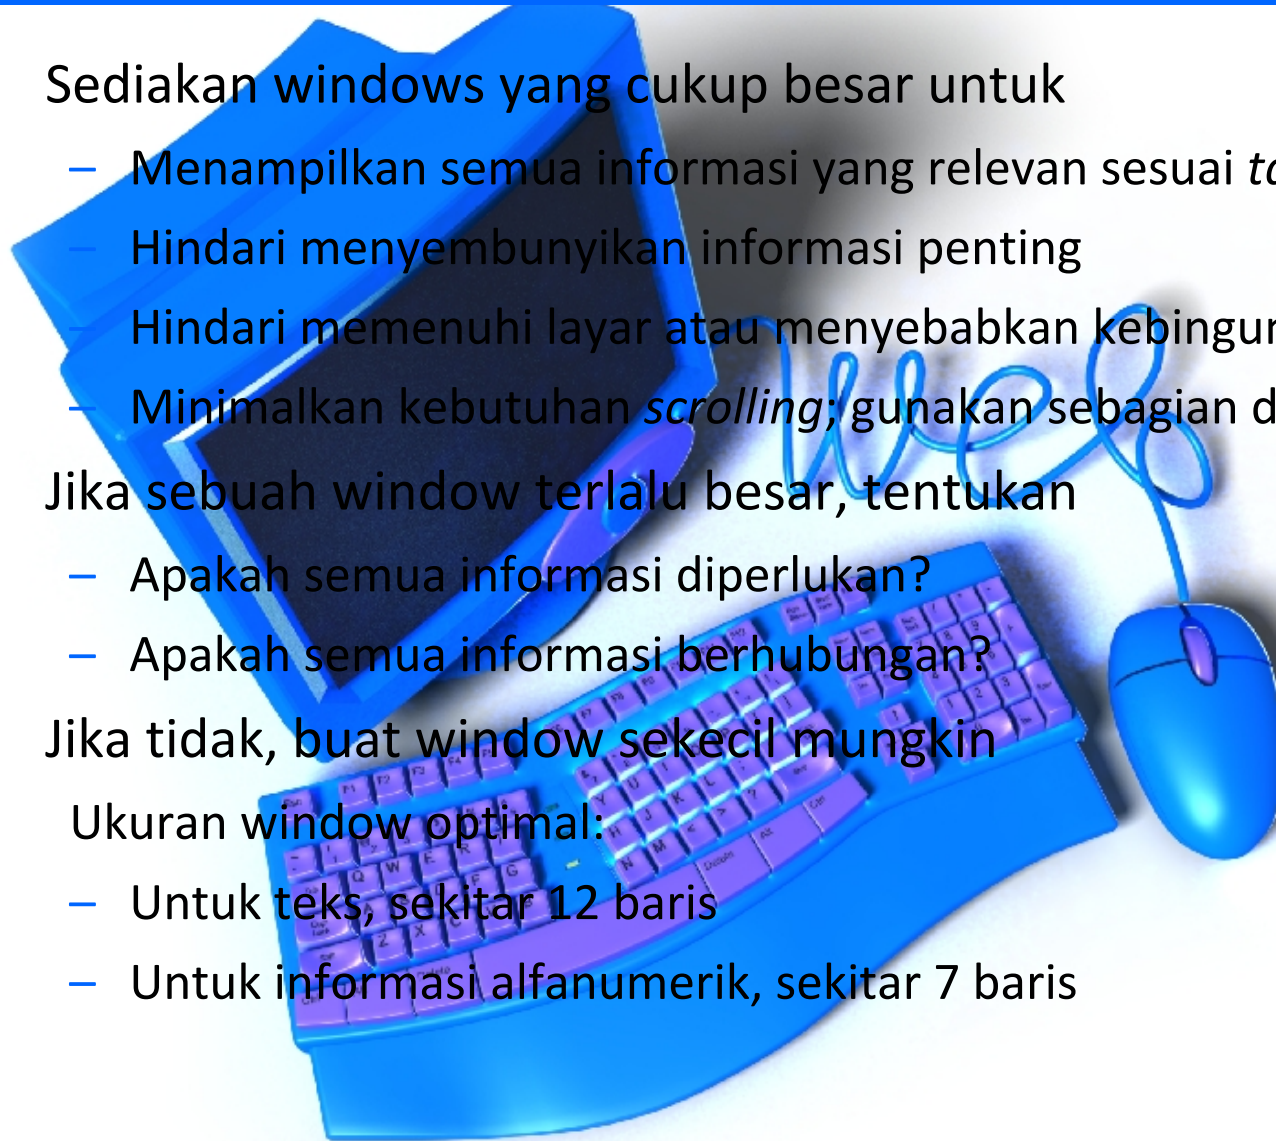 Sediakan windows yang cukup besar untuk
– Menampilkan semua informasi yang relevan sesuai
– Hindari menyembunyikan informasi penting
– Hindari memenuhi layar atau menyebabkan
– Minimalkan kebutuhan scrolling; gunakan sebagian
Jika sebuah window terlalu besar, tentukan
– Apakah semua informasi diperlukan?
– Apakah semua informasi berhubungan?
Jika tidak, buat window sekecil mungkin
Ukuran window optimal:
– Untuk teks, sekitar 12 baris
– Untuk informasi alfanumerik, sekitar 7 baris
web